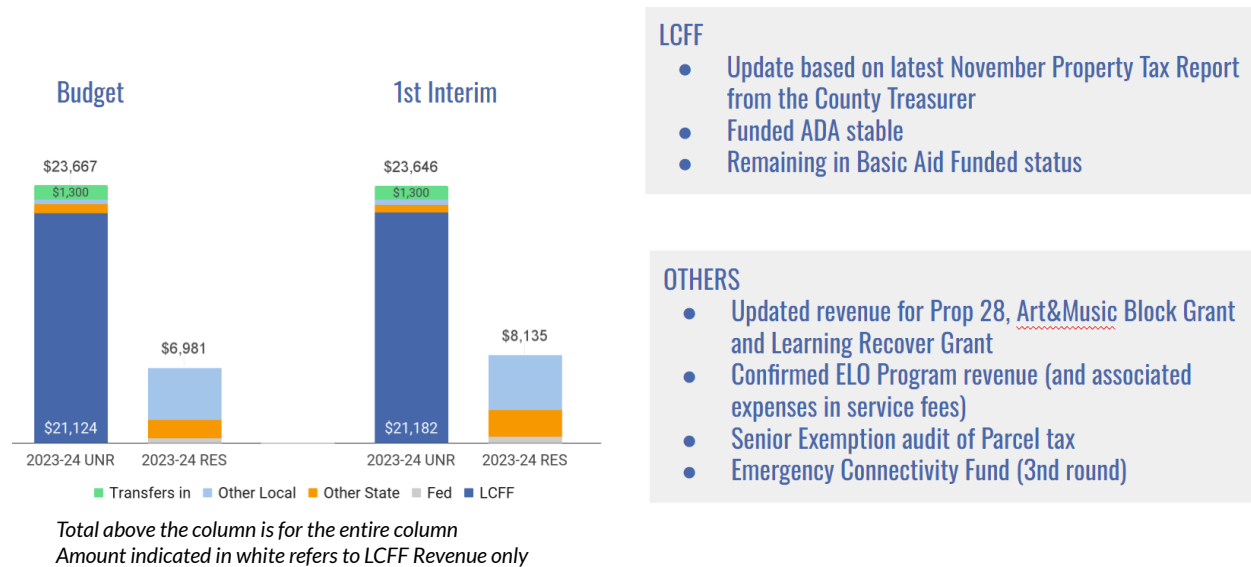 Budget
1st Interim
$23,667
$1,300
$21,124
$6,981
$23,646
$1,300
$21,182
$8,135
2023-24 UNR
2023-24 RES
2023-24 UNR
2023-24 RES
Transfers in
Other Local
Other State
Fed
LCFF
Total above the column is for the entire column
Amount indicated in white refers to LCFF Revenue only
LCFF
● Update based on latest November Property Tax Report
from the County Treasurer
● Funded ADA stable
● Remaining in Basic Aid Funded status
OTHERS
● Updated revenue for Prop 28, Art&Music Block Grant
and Learning Recover Grant
● Confirmed ELO Program revenue (and associated
expenses in service fees)
● Senior Exemption audit of Parcel tax
● Emergency Connectivity Fund (3nd round)